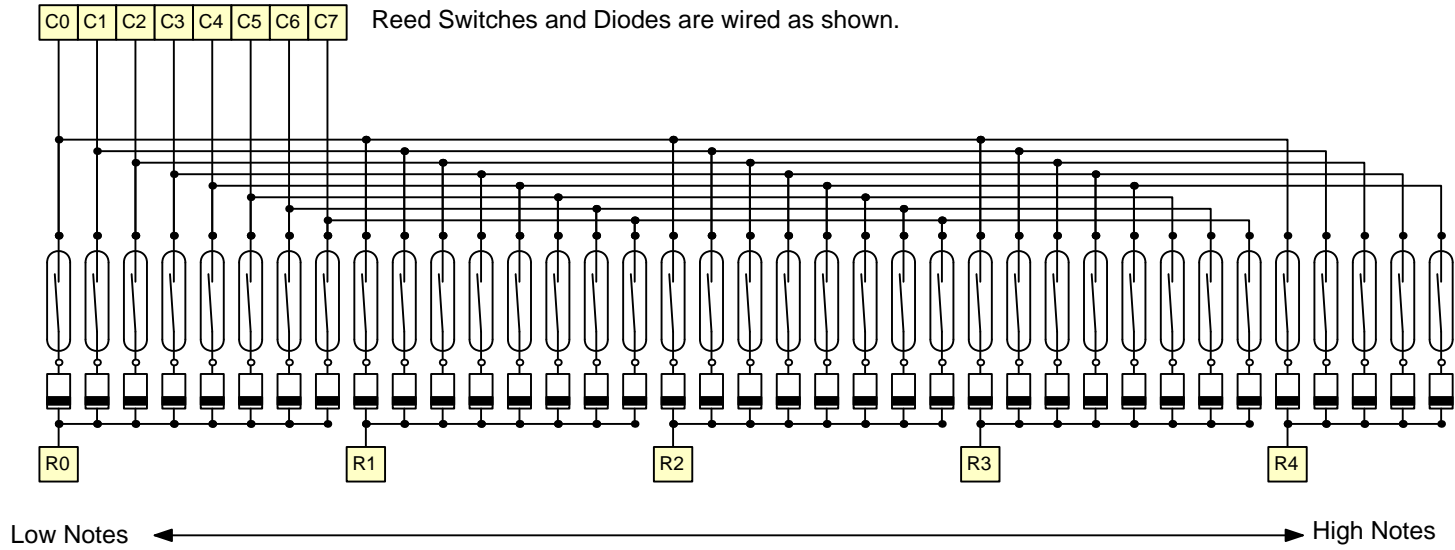 C0 C1 C2 C3 C4 C5 C6 C7 Reed Switches and Diodes are wired as shown.
R0 R1 R2 R3 R4
Low Notes High Notes